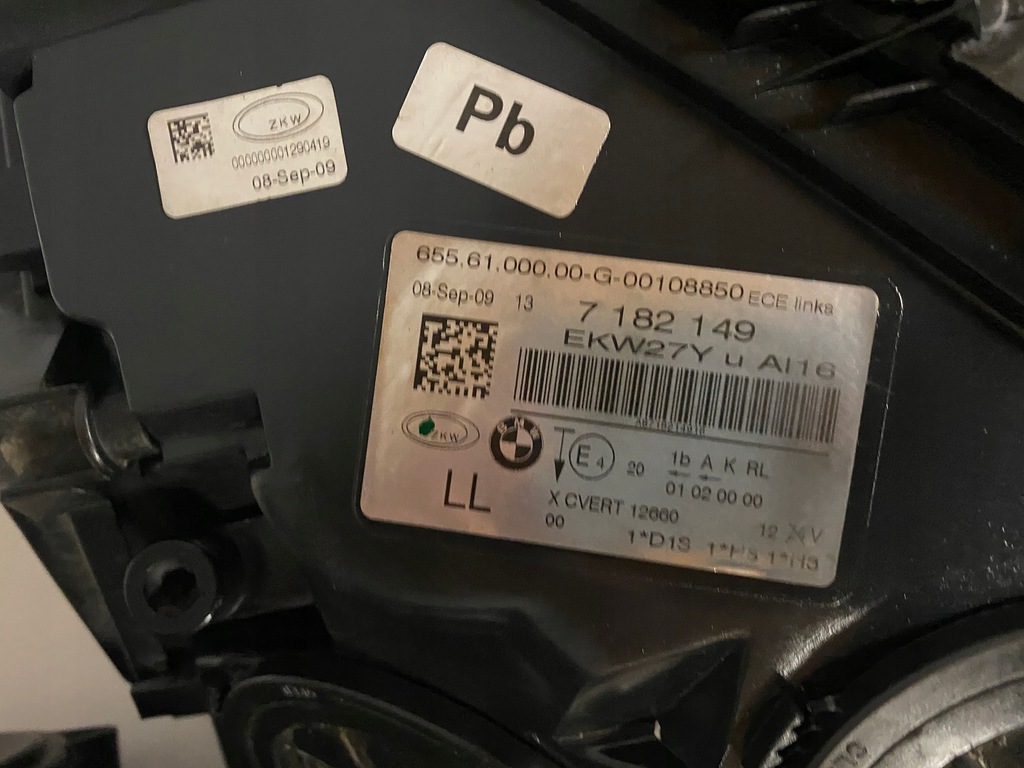 ZKW
000000001290419
08-Sep-09
Pb
655.61.000.00-G-00108850 ECE links
08-Sep-09 13 7 182 149
EKW27Y u AI16
ZKW
BMW
E4 20 1b A K RL
01 02 00 00
LL
X CVERT 12660
00
12 V
1*D1S 1*H3